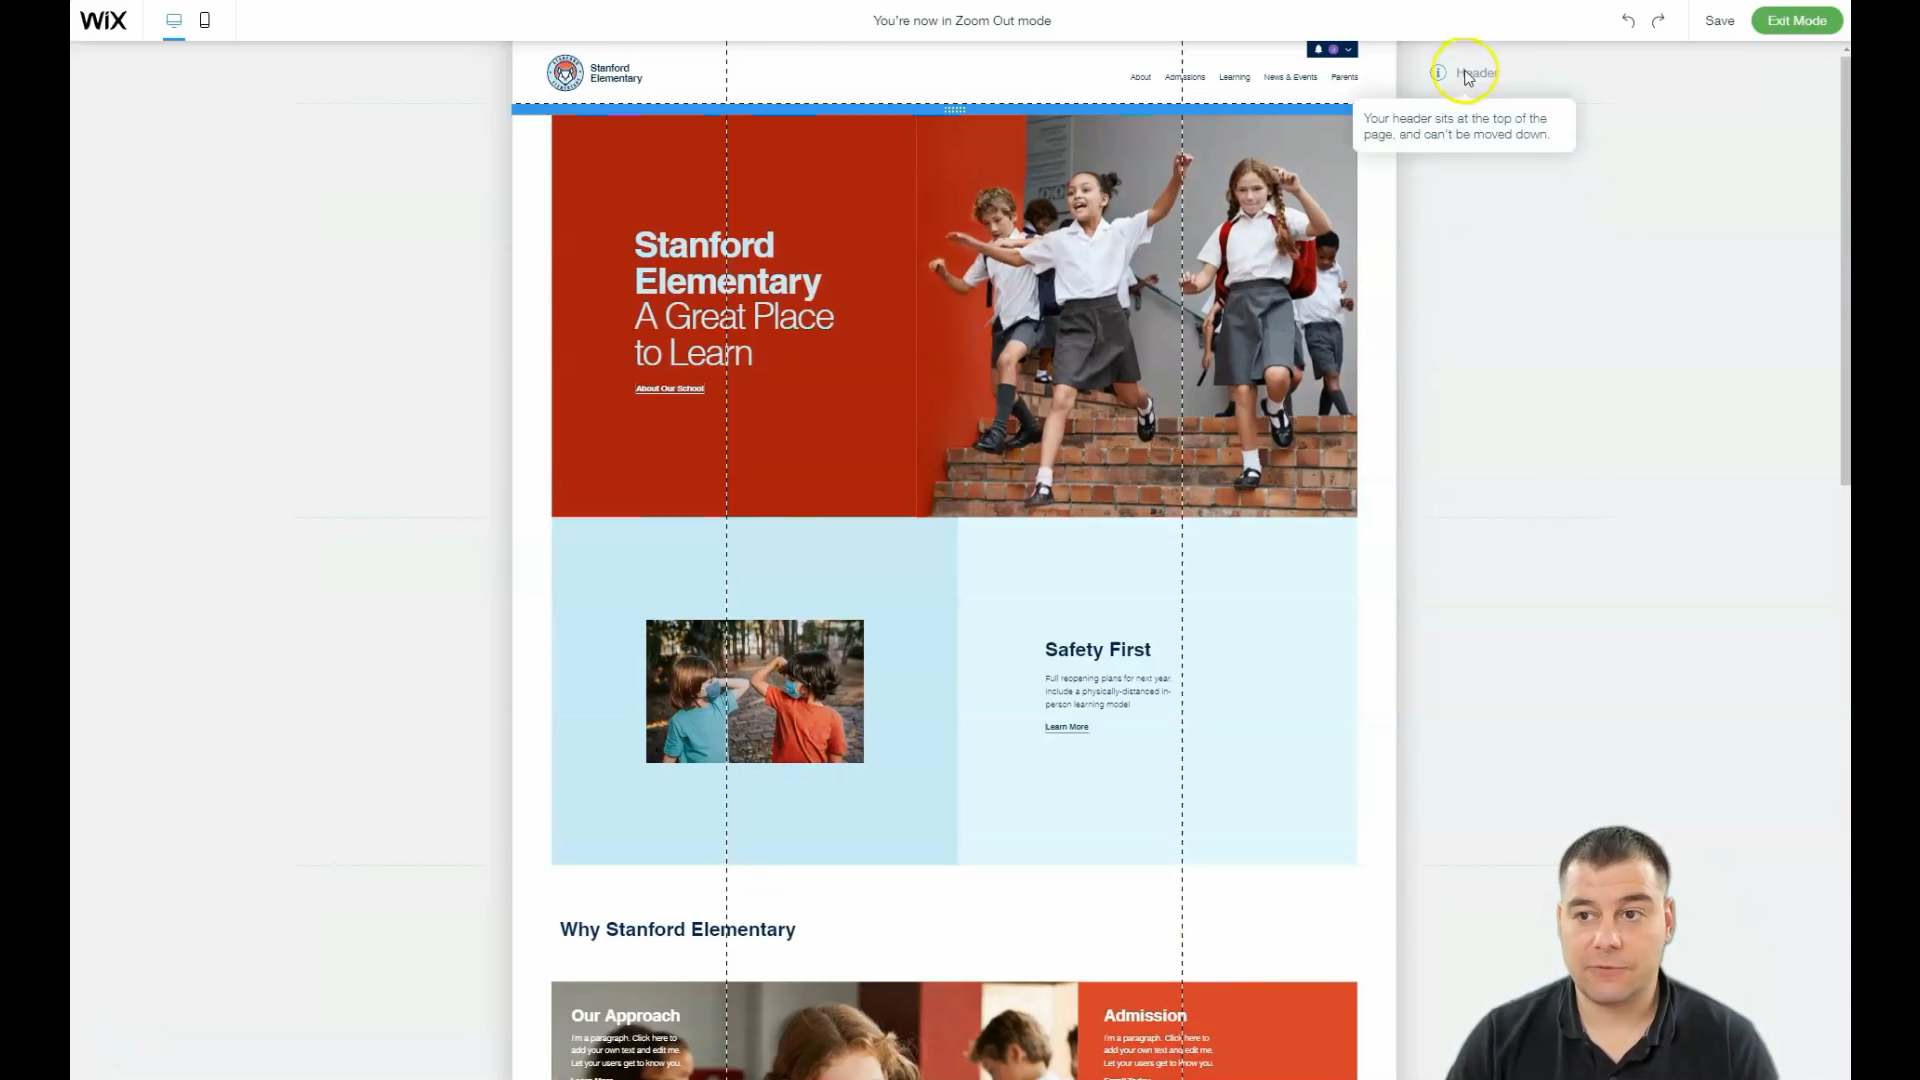 WiX
You're now in Zoom Out mode
Save
Exit Mode
Stanford
Elementary
About
Admissions
Learning
News & Events
Parents
Header
Your header sits at the top of the
page, and can't be moved down.
Stanford
Elementary
A Great Place
to Learn
About Our School
Safety First
Full reopening plans for next year,
include a physically-distanced in-
person learning model
Learn More
Why Stanford Elementary
Our Approach
I'm a paragraph. Click here to
add your own text and edit me.
Let your users get to know you.
Learn More
Admission
I'm a paragraph. Click here to
add your own text and edit me.
Let your users get to know you.